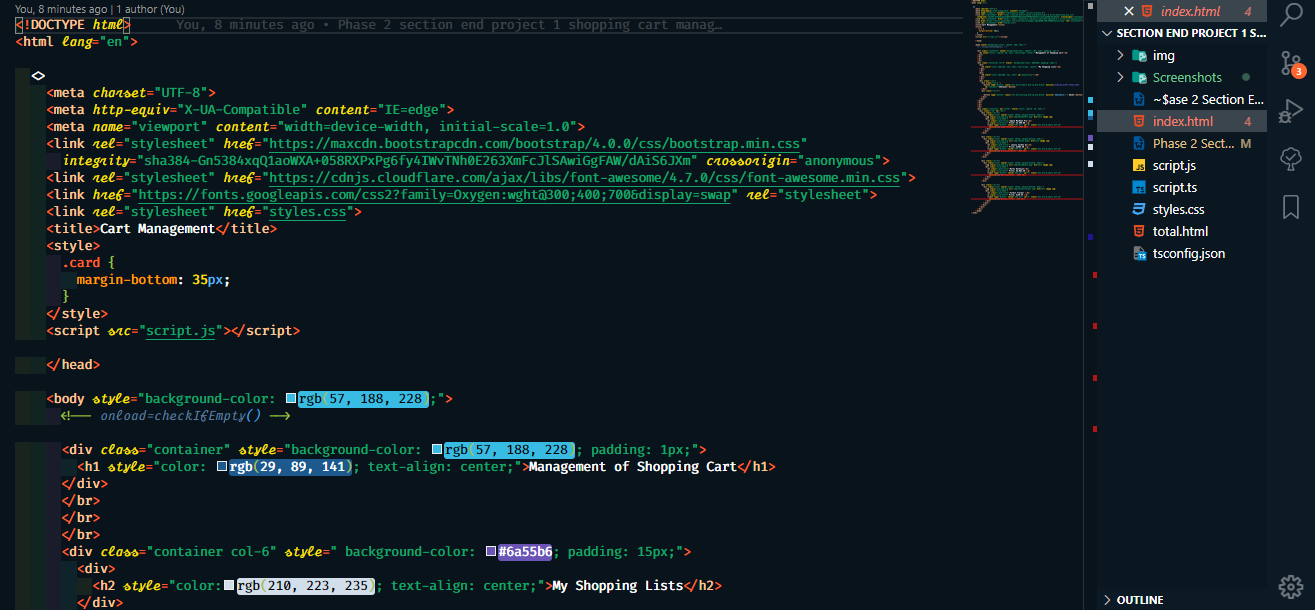 You, 8 minutes ago | 1 author (You)
<!DOCTYPE html> You, 8 minutes ago • Phase 2 section end project 1 shopping cart manag…
<html lang="en">
<>
<meta charset="UTF-8">
<meta http-equiv="X-UA-Compatible" content="IE=edge">
<meta name="viewport" content="width=device-width, initial-scale=1.0">
<link rel="stylesheet" href="https://maxcdn.bootstrapcdn.com/bootstrap/4.0.0/css/bootstrap.min.css"
integrity="sha384-Gn5384xqQ1aoWXA+058RXPxPg6fy4IWvTNh0E263XmFcJlSAwiGgFAW/dAiS6JXm" crossorigin="anonymous">
<link rel="stylesheet" href="https://cdnjs.cloudflare.com/ajax/libs/font-awesome/4.7.0/css/font-awesome.min.css">
<link href="https://fonts.googleapis.com/css2?family=Oxygen:wght@300;400;700&display=swap" rel="stylesheet">
<link rel="stylesheet" href="styles.css">
<title>Cart Management</title>
<style>
.card {
margin-bottom: 35px;
}
</style>
<script src="script.js"></script>
</head>
<body style="background-color: rgb(57, 188, 228);">
<!-- onload=checkIfEmpty() -->
<div class="container" style="background-color: rgb(57, 188, 228); padding: 1px;">
<h1 style="color: rgb(29, 89, 141); text-align: center;">Management of Shopping Cart</h1>
</div>
</br>
</br>
</br>
<div class="container col-6" style=" background-color: #6a55b6; padding: 15px;">
<div>
<h2 style="color: rgb(210, 223, 235); text-align: center;">My Shopping Lists</h2>
</div>
index.html 4
SECTION END PROJECT 1 S...
img
Screenshots
~$ase 2 Section E...
index.html 4
Phase 2 Sect... M
script.js
script.ts
styles.css
total.html
tsconfig.json
OUTLINE
3